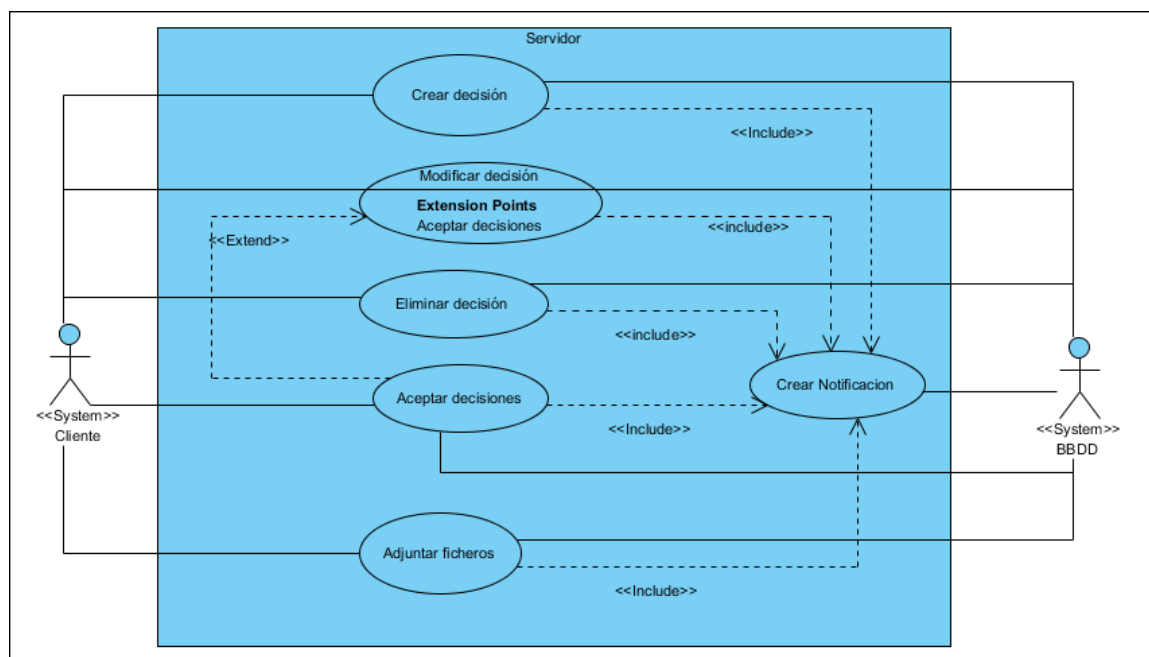 Servidor
Crear decisión
<<Include>>
Modificar decisión
Extension Points
Aceptar decisiones
<<include>>
<<Extend>>
Eliminar decisión
<<include>>
Crear Notificacion
Aceptar decisiones
<<Include>>
<<System>>
Cliente
<<System>>
BBDD
Adjuntar ficheros
<<Include>>